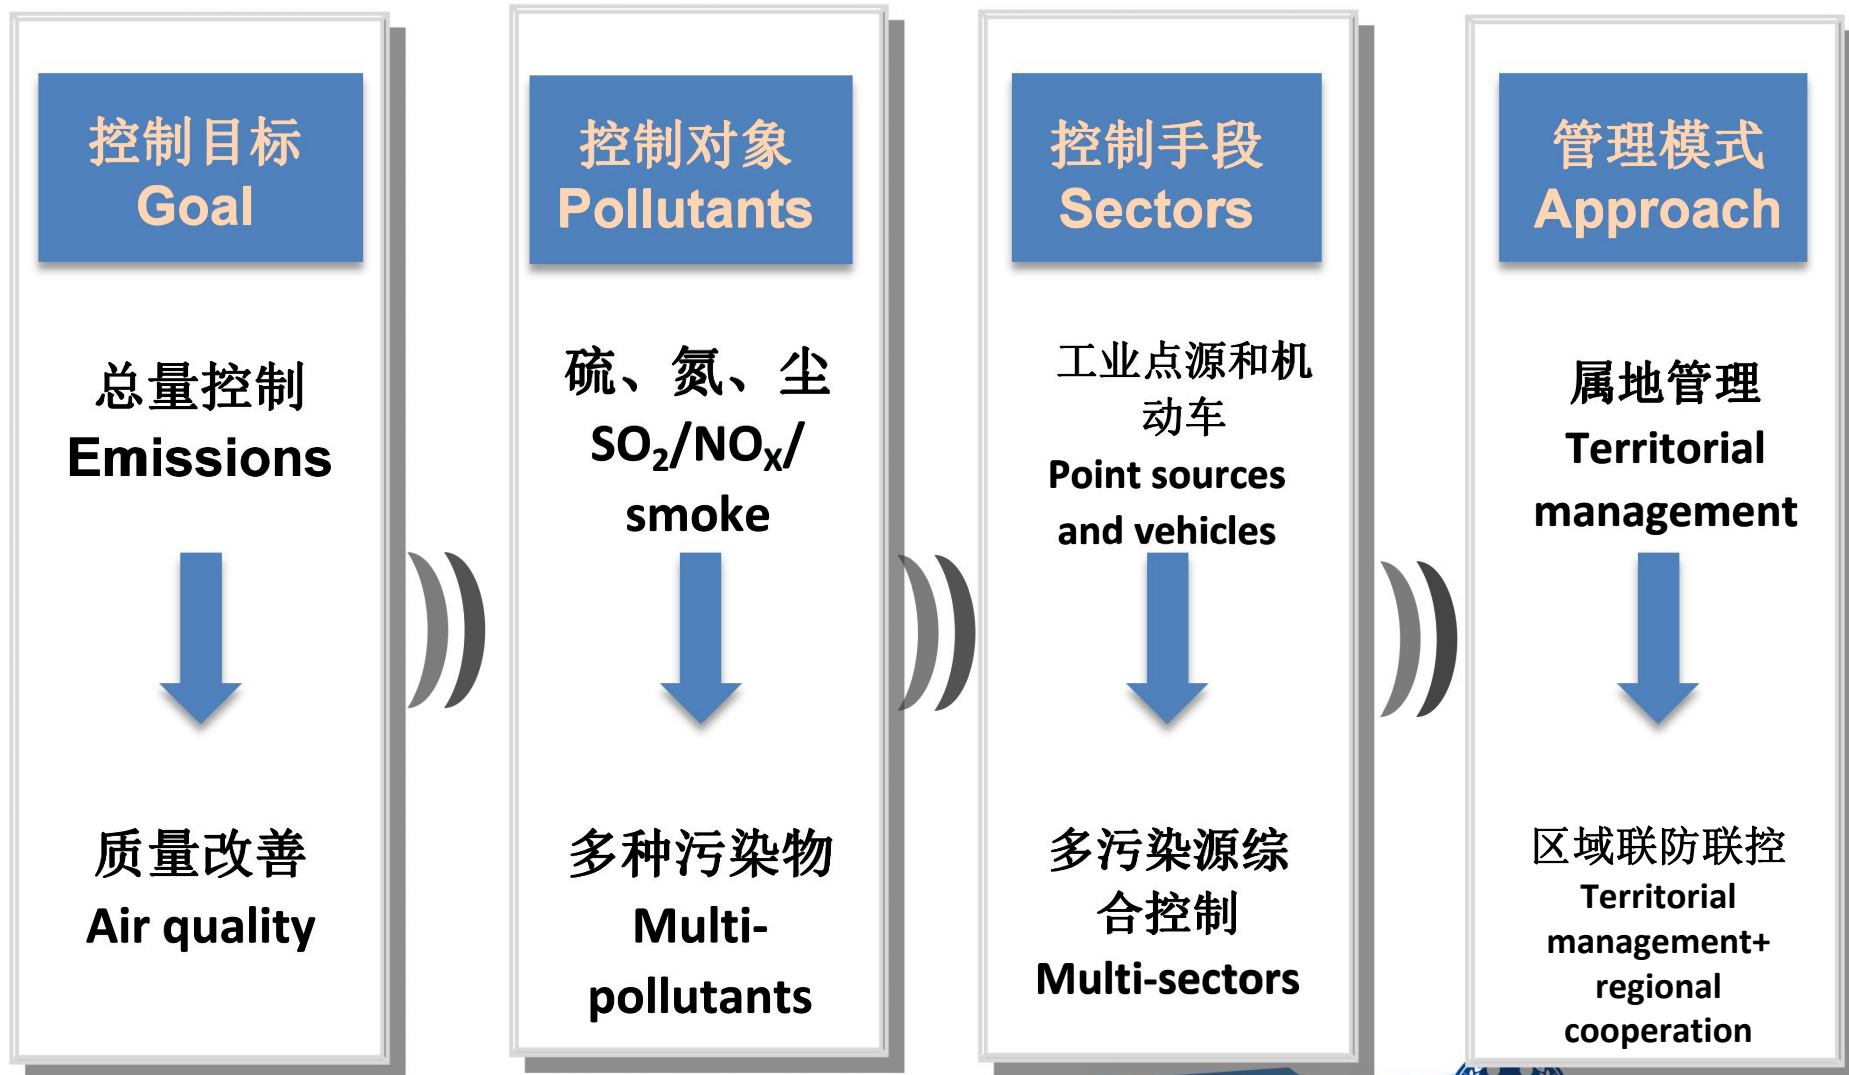 控制目标
Goal
总量控制
Emissions
质量改善
Air quality
控制对象
Pollutants
硫、氮、尘
SO₂/NOₓ/
smoke
多种污染物
Multi-
pollutants
控制手段
Sectors
工业点源和机
动车
Point sources
and vehicles
多污染源综
合控制
Multi-sectors
管理模式
Approach
属地管理
Territorial
management
区域联防联控
Territorial
management+
regional
cooperation